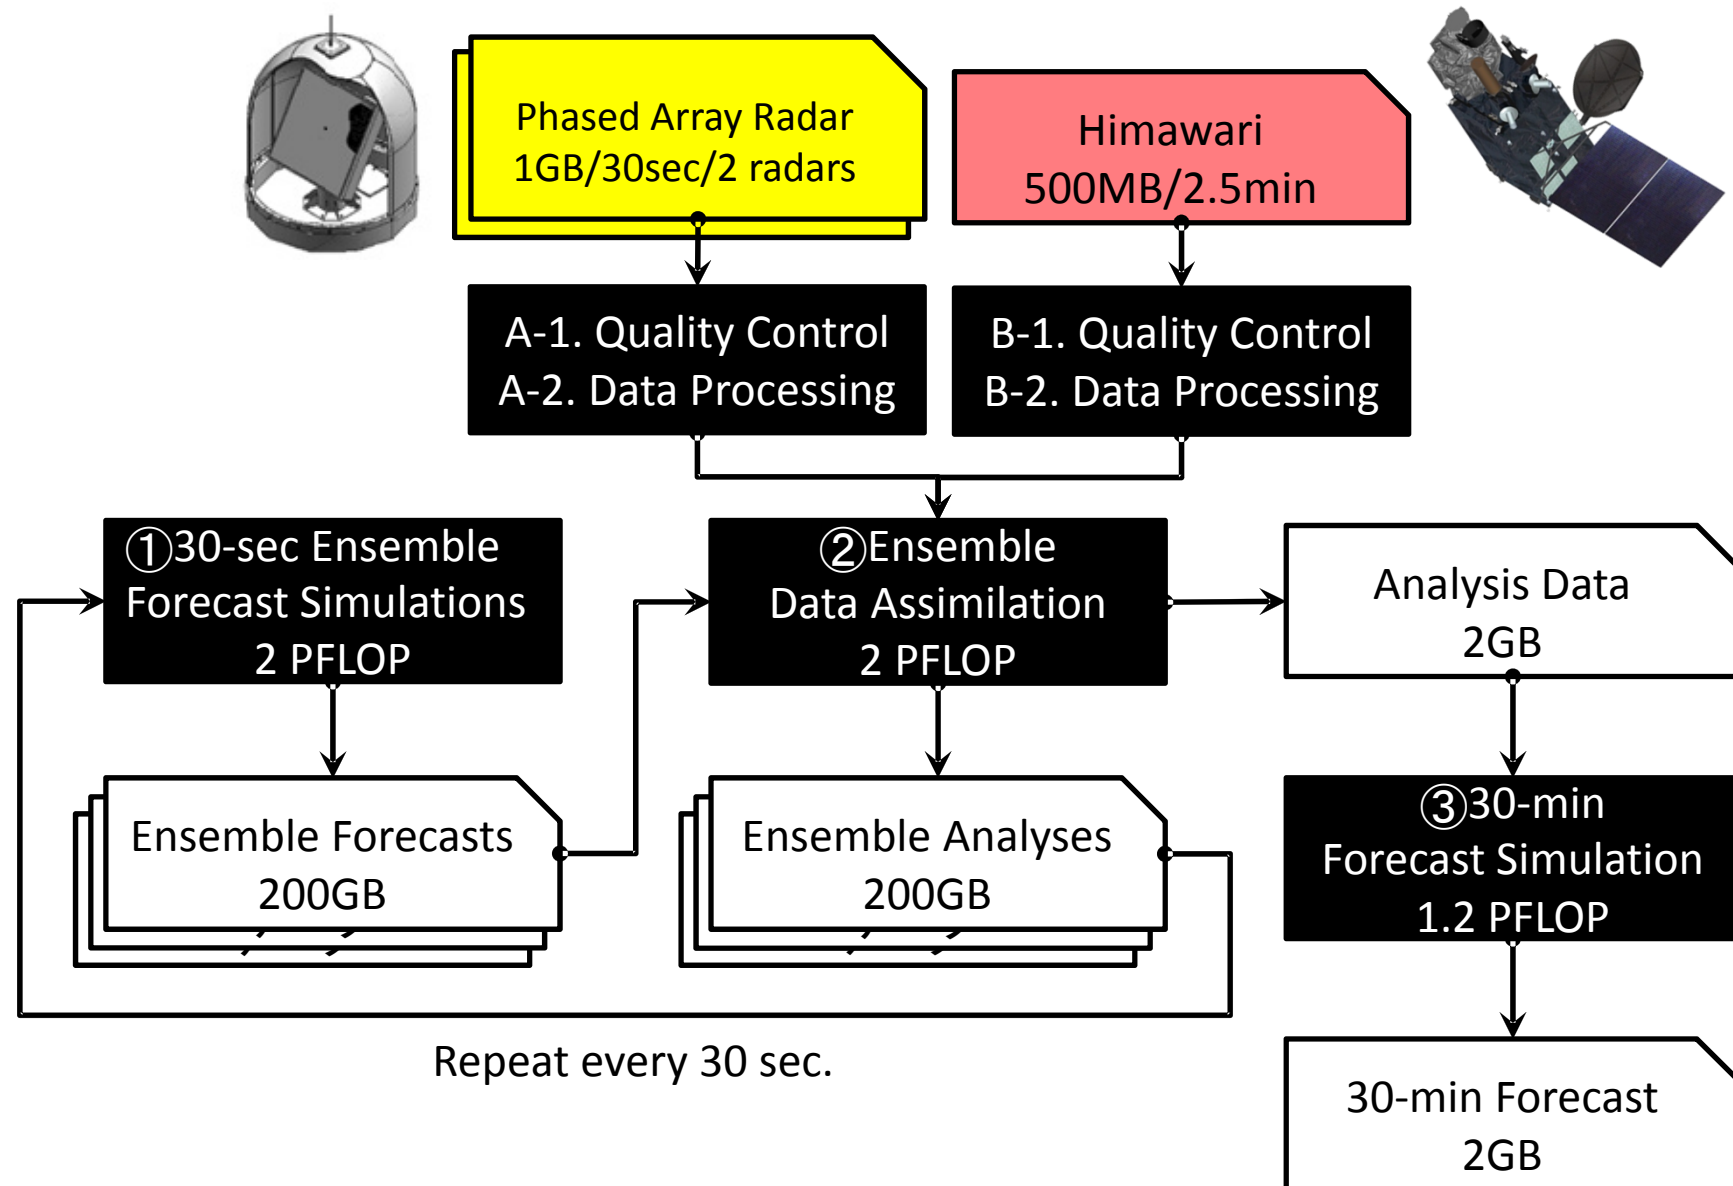 Phased Array Radar
1GB/30sec/2 radars
Himawari
500MB/2.5min
A-1. Quality Control
A-2. Data Processing
B-1. Quality Control
B-2. Data Processing
①30-sec Ensemble
Forecast Simulations
2 PFLOP
②Ensemble
Data Assimilation
2 PFLOP
Analysis Data
2GB
Ensemble Forecasts
200GB
Ensemble Analyses
200GB
③30-min
Forecast Simulation
1.2 PFLOP
Repeat every 30 sec.
30-min Forecast
2GB